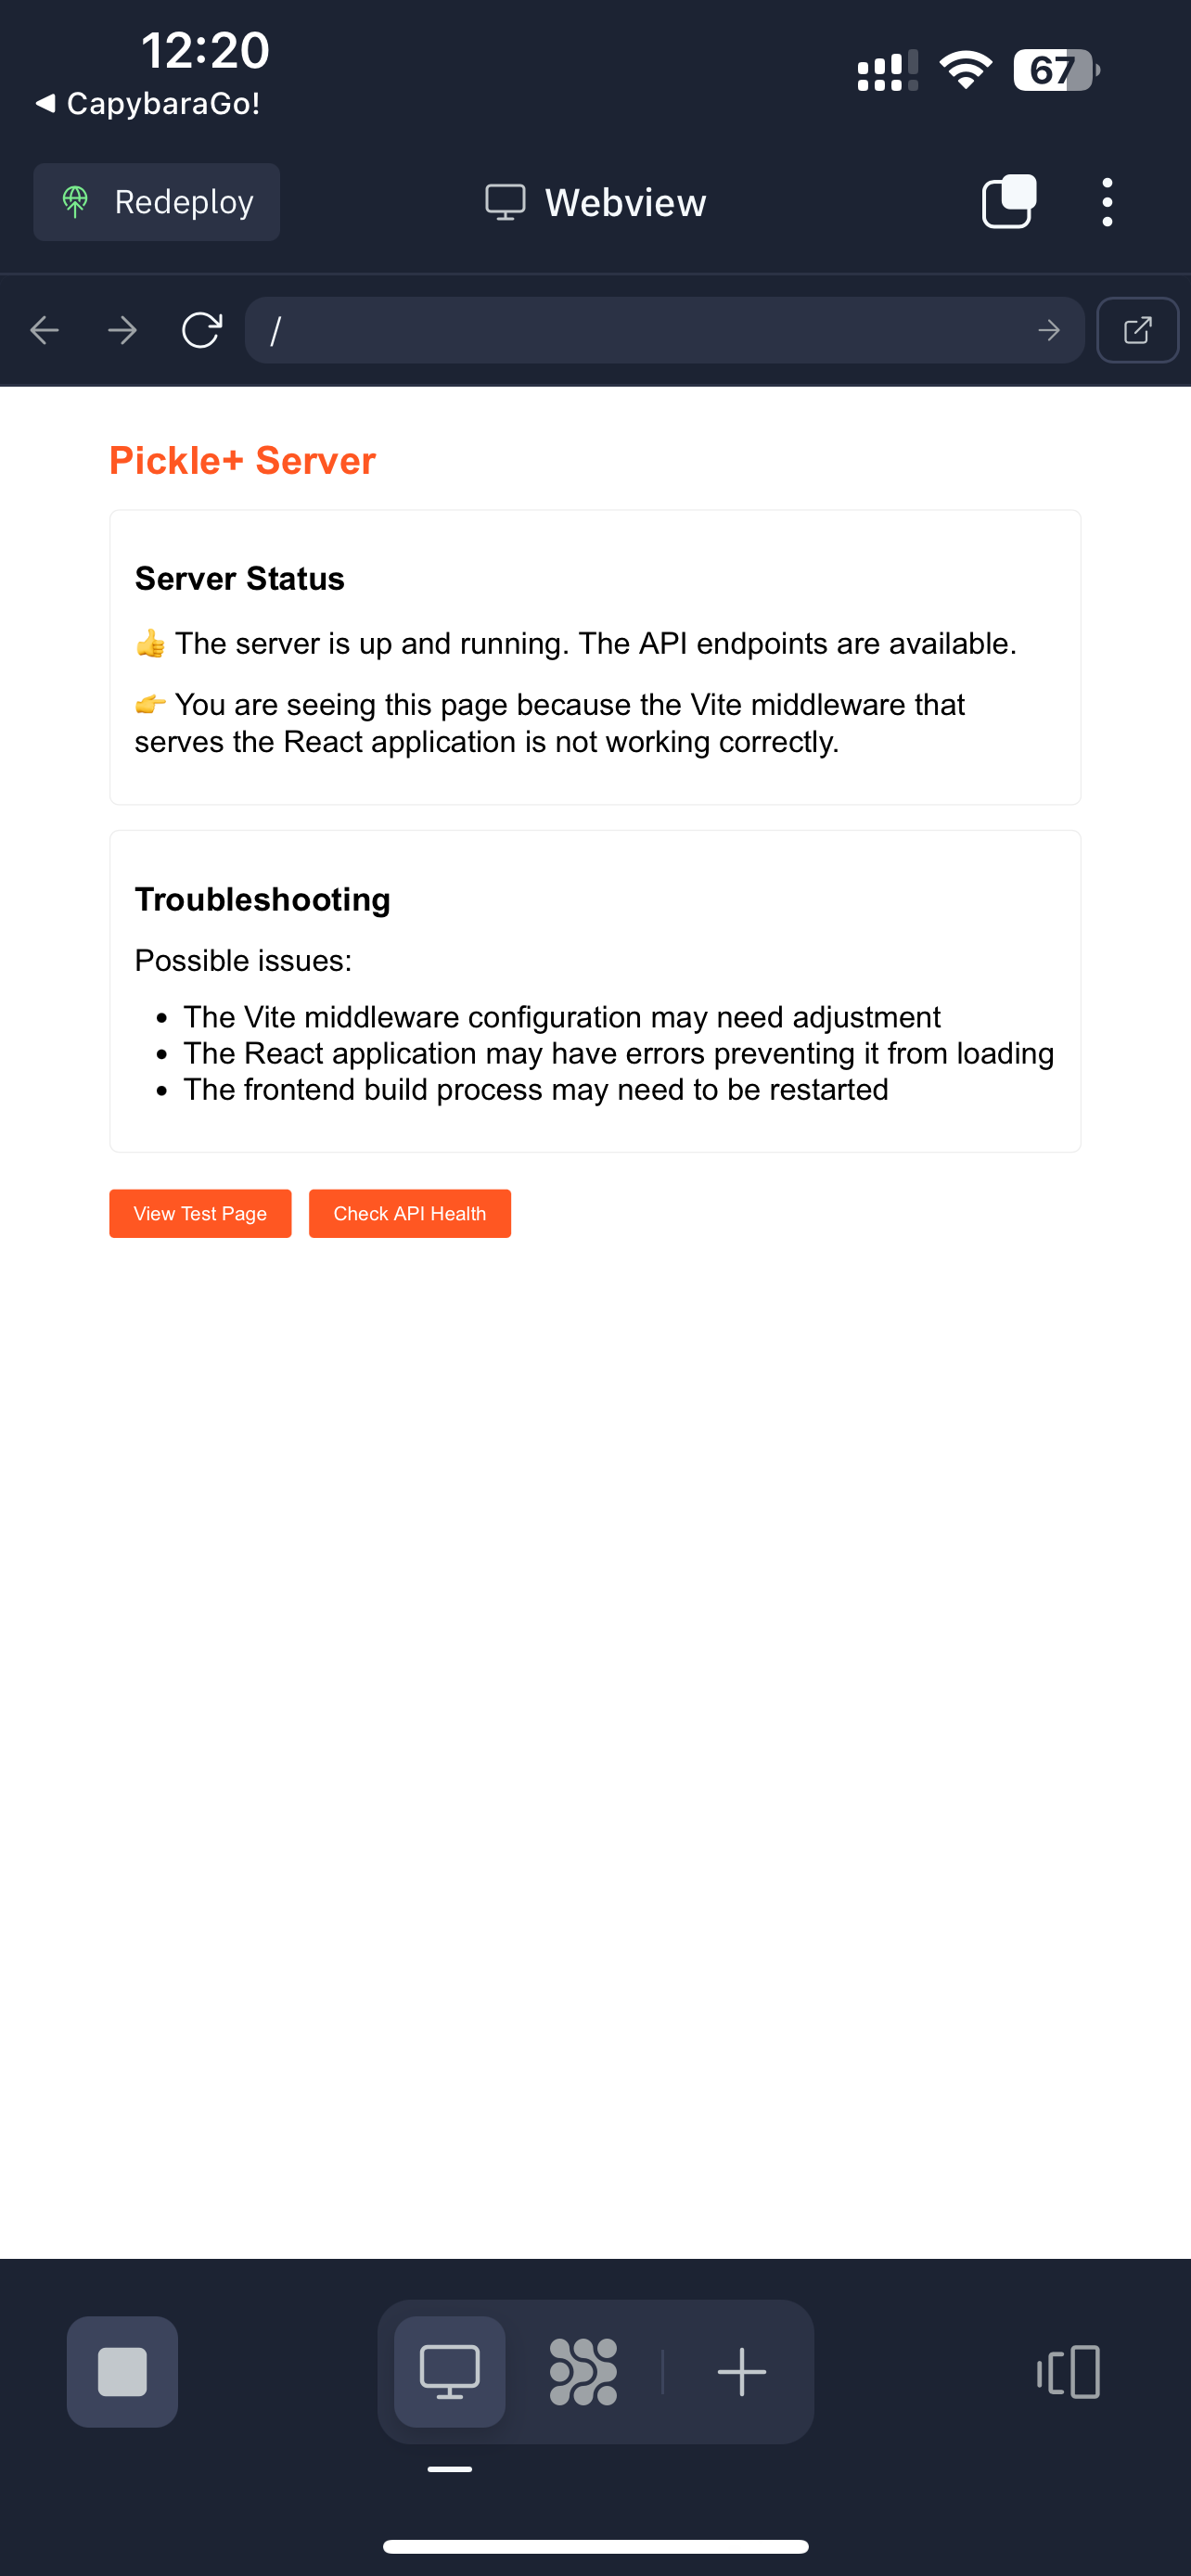 12:20
◀ CapybaraGo!
67
Redeploy
Webview
/
Pickle+ Server
Server Status
👍 The server is up and running. The API endpoints are available.
👉 You are seeing this page because the Vite middleware that
serves the React application is not working correctly.
Troubleshooting
Possible issues:
• The Vite middleware configuration may need adjustment
• The React application may have errors preventing it from loading
• The frontend build process may need to be restarted
View Test Page
Check API Health